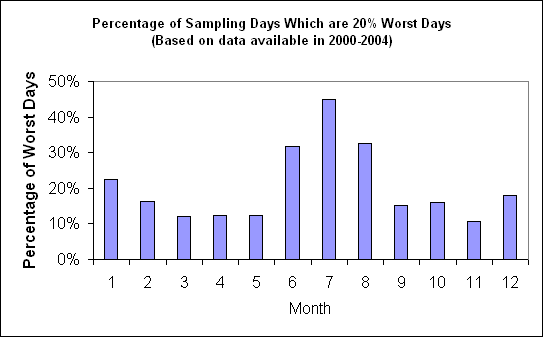 Percentage of Sampling Days Which are 20% Worst Days
(Based on data available in 2000-2004)
Percentage of Worst Days
50%
40%
30%
20%
10%
0%
1 2 3 4 5 6 7 8 9 10 11 12
Month